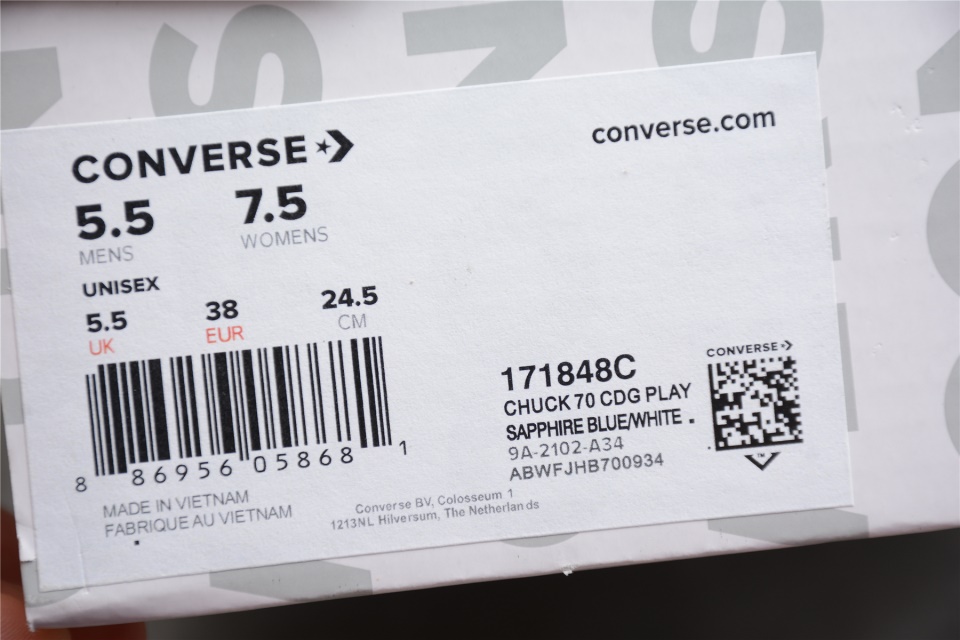 CONVERSE
converse.com
5.5 7.5
MENS WOMENS
UNISEX
5.5 38 24.5
UK EUR CM
8 86956 05868 1
MADE IN VIETNAM
FABRIQUE AU VIETNAM
Converse BV, Colosseum 1
1213NL Hilversum, The Netherlands
171848C
CHUCK 70 CDG PLAY
SAPPHIRE BLUE/WHITE .
9A-2102-A34
ABWFJHB700934
CONVERSE
TM